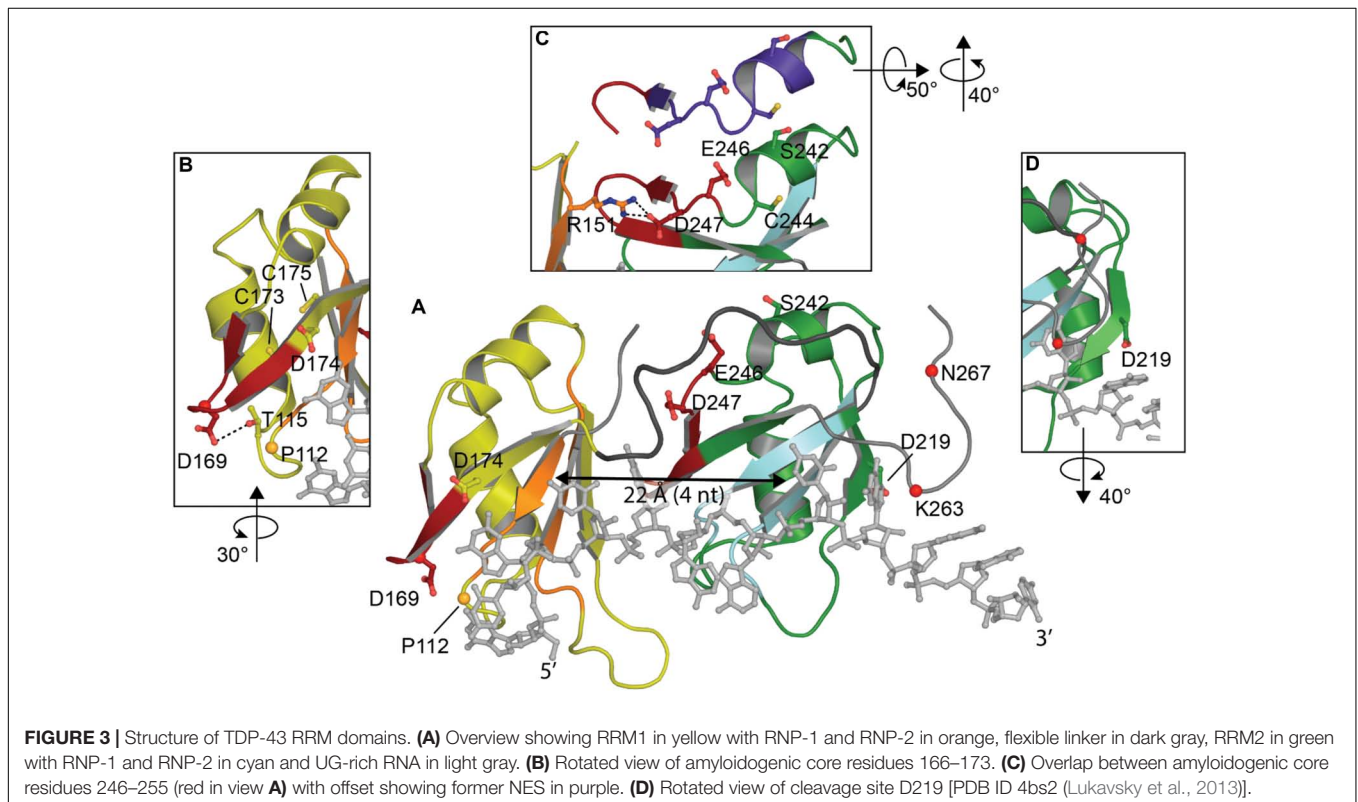 C
50°
40°
E246
S242
R151
D247
C244
B
C175
C173
D174
T115
P112
D169
30°
D
D219
40°
A
S242
E246
D247
N267
D219
K263
D174
22 Å (4 nt)
D169
P112
5'
3'
FIGURE 3 | Structure of TDP-43 RRM domains. (A) Overview showing RRM1 in yellow with RNP-1 and RNP-2 in orange, flexible linker in dark gray, RRM2 in green
with RNP-1 and RNP-2 in cyan and UG-rich RNA in light gray. (B) Rotated view of amyloidogenic core residues 166–173. (C) Overlap between amyloidogenic core
residues 246–255 (red in view A) with offset showing former NES in purple. (D) Rotated view of cleavage site D219 [PDB ID 4bs2 (Lukavsky et al., 2013)].